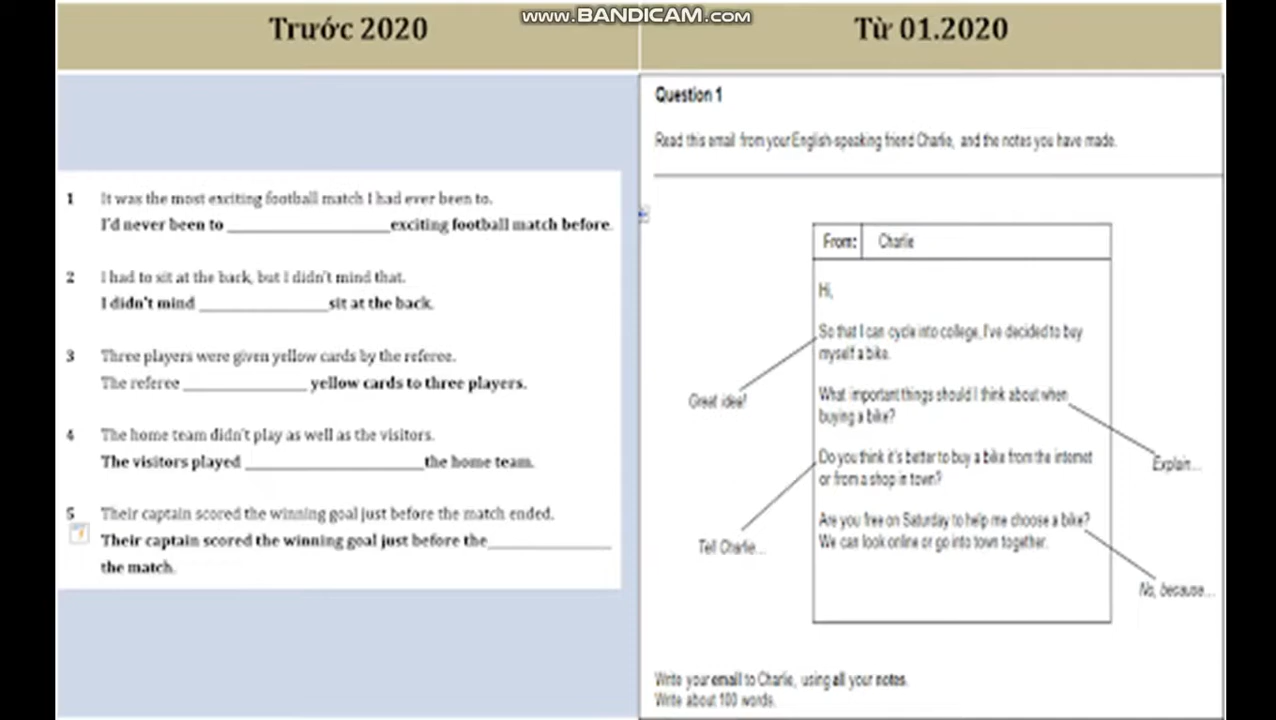 www.BANDICAM.com
Trước 2020
Từ 01.2020
1 It was the most exciting football match I had ever been to.
I'd never been to ________________ exciting football match before.
2 I had to sit at the back, but I didn't mind that.
I didn't mind ________________ sit at the back.
3 Three players were given yellow cards by the referee.
The referee ________________ yellow cards to three players.
4 The home team didn't play as well as the visitors.
The visitors played ________________ the home team.
5 Their captain scored the winning goal just before the match ended.
Their captain scored the winning goal just before the ________________
the match.
Question 1
Read this email from your English-speaking friend Charlie, and the notes you have made.
From: Charlie
Hi,
So that I can cycle into college, I've decided to buy
myself a bike.
Great idea!
What important things should I think about when
buying a bike?
Explain...
Do you think it's better to buy a bike from the internet
or from a shop in town?
Tell Charlie...
Are you free on Saturday to help me choose a bike?
We can look online or go into town together.
No, because...
Write your email to Charlie, using all your notes.
Write about 100 words.